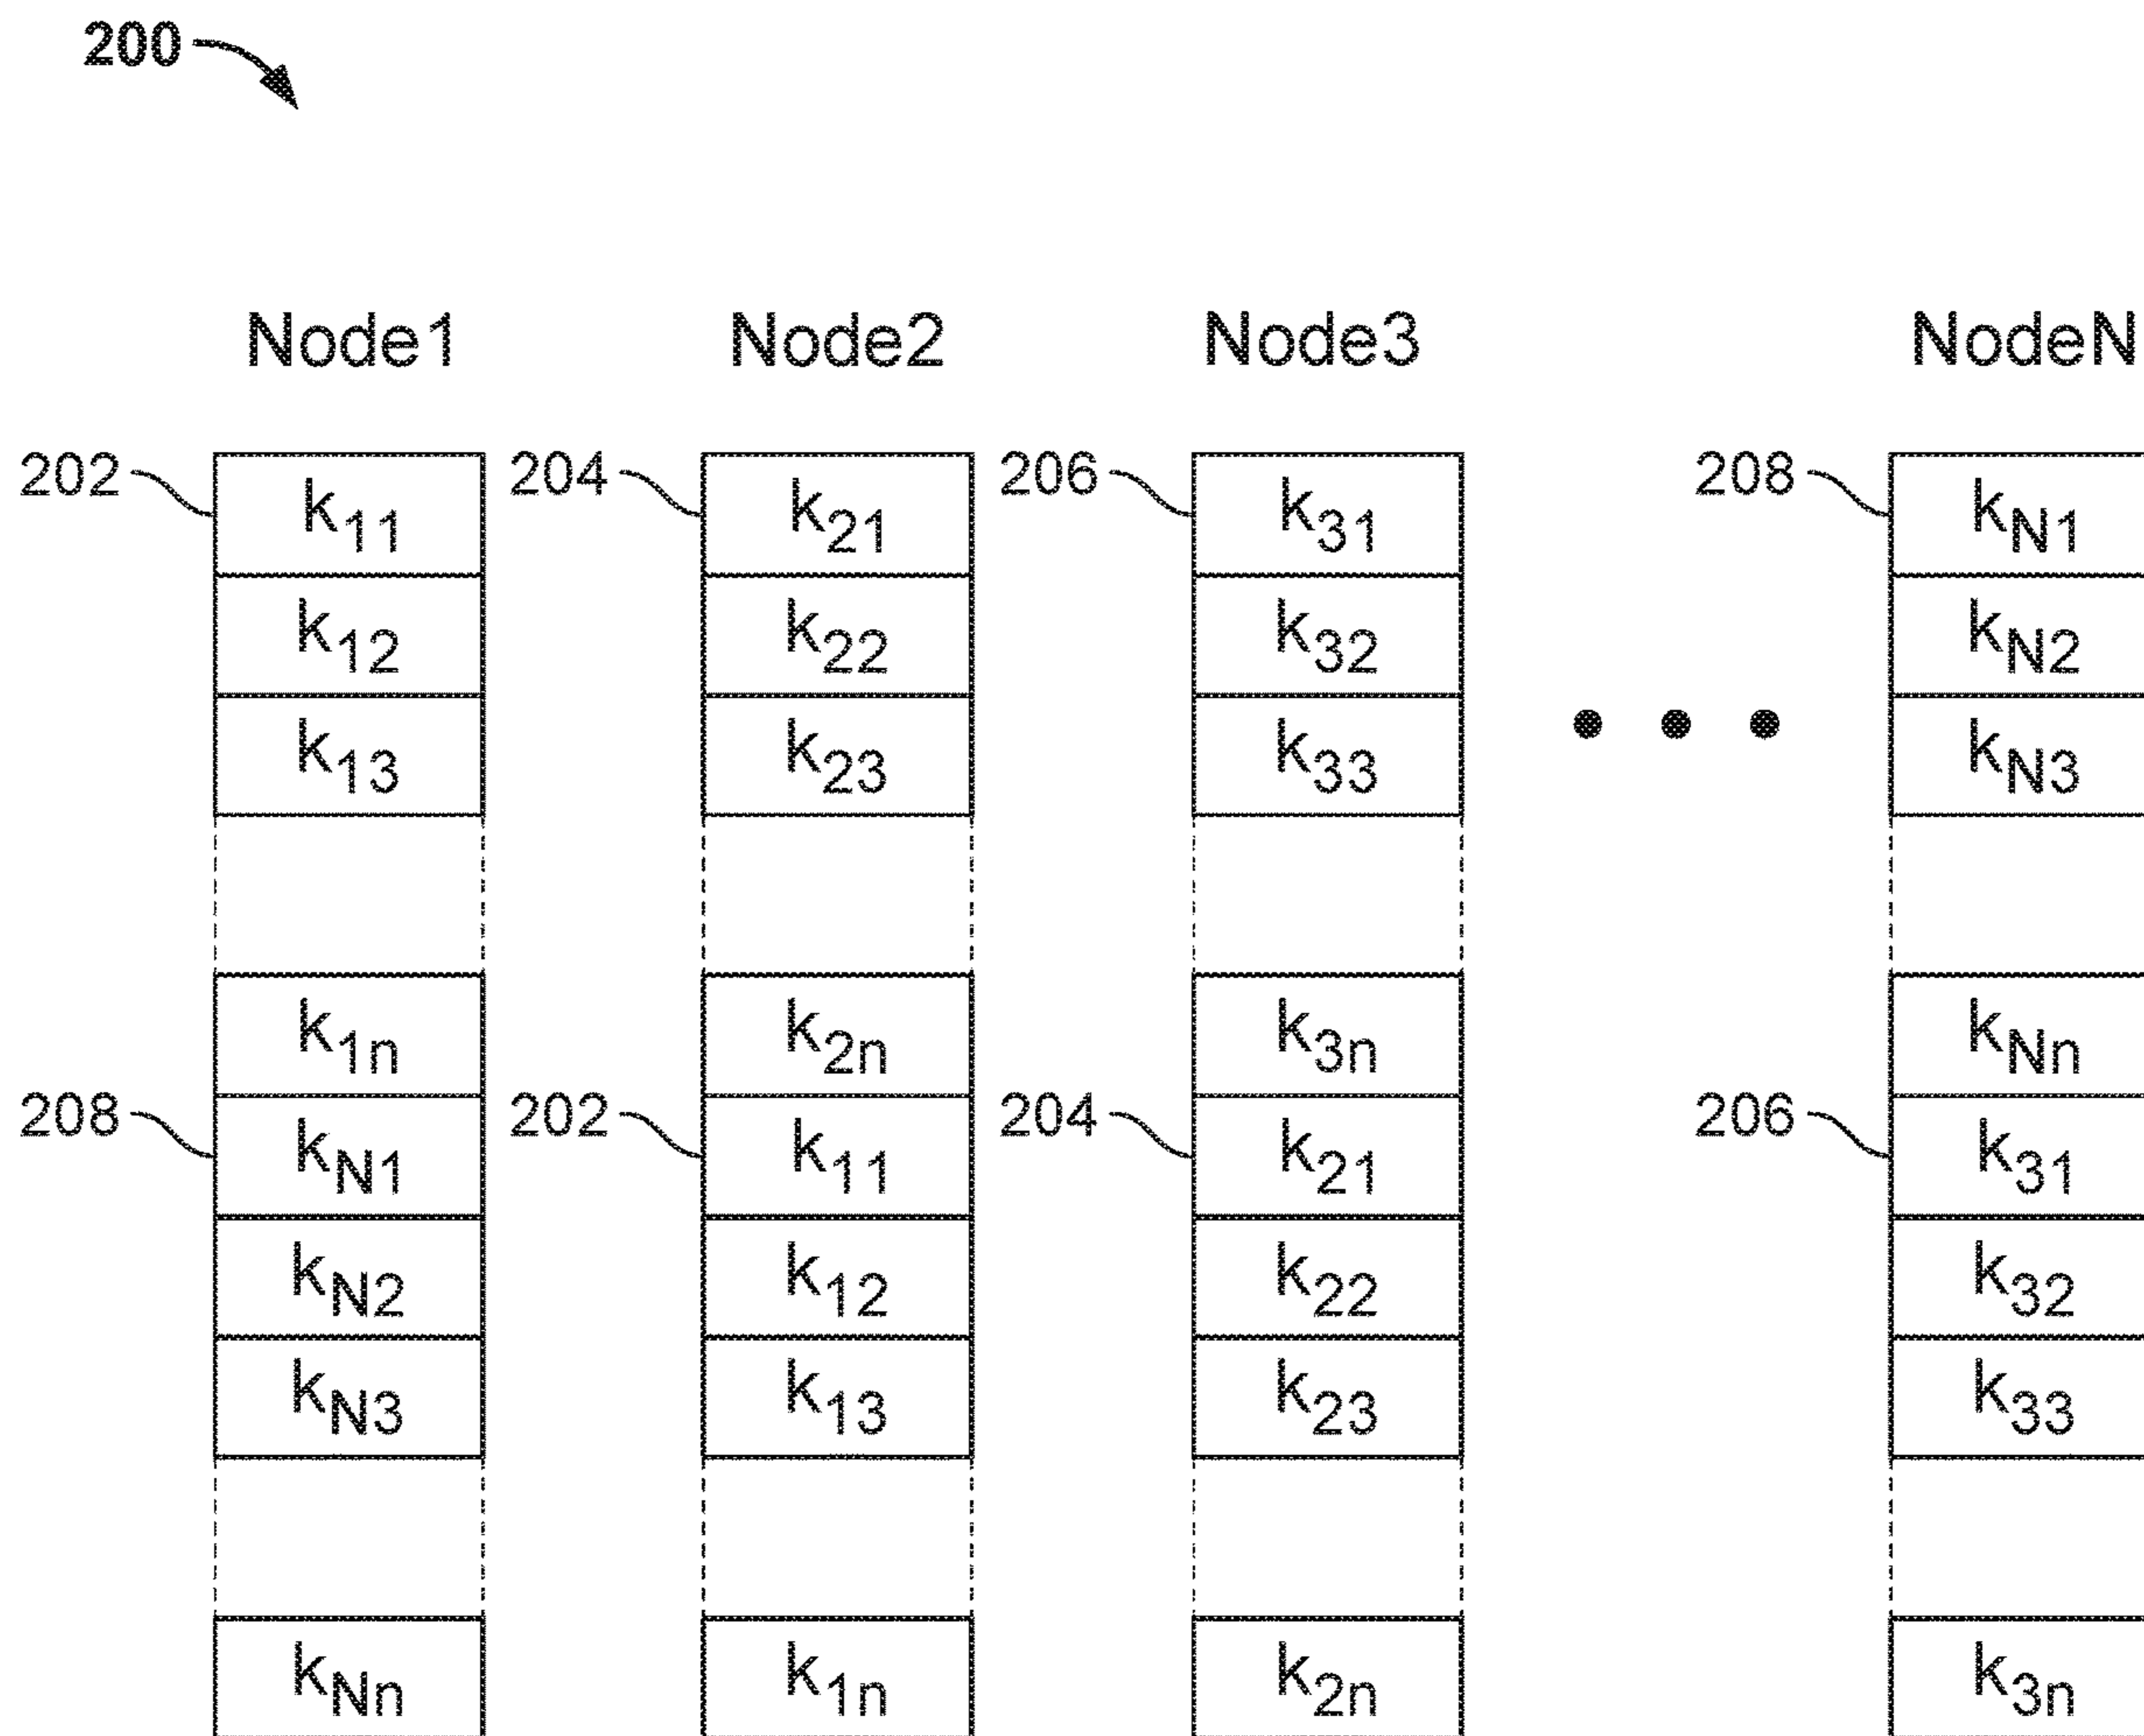 200
Node1 Node2 Node3 NodeN
202 k11 204 k21 206 k31 208 kN1
k12 k22 k32 kN2
k13 k23 k33 kN3
k1n k2n k3n kNn
208 kN1 202 k11 204 k21 206 k31
kN2 k12 k22 k32
kN3 k13 k23 k33
kNn k1n k2n k3n